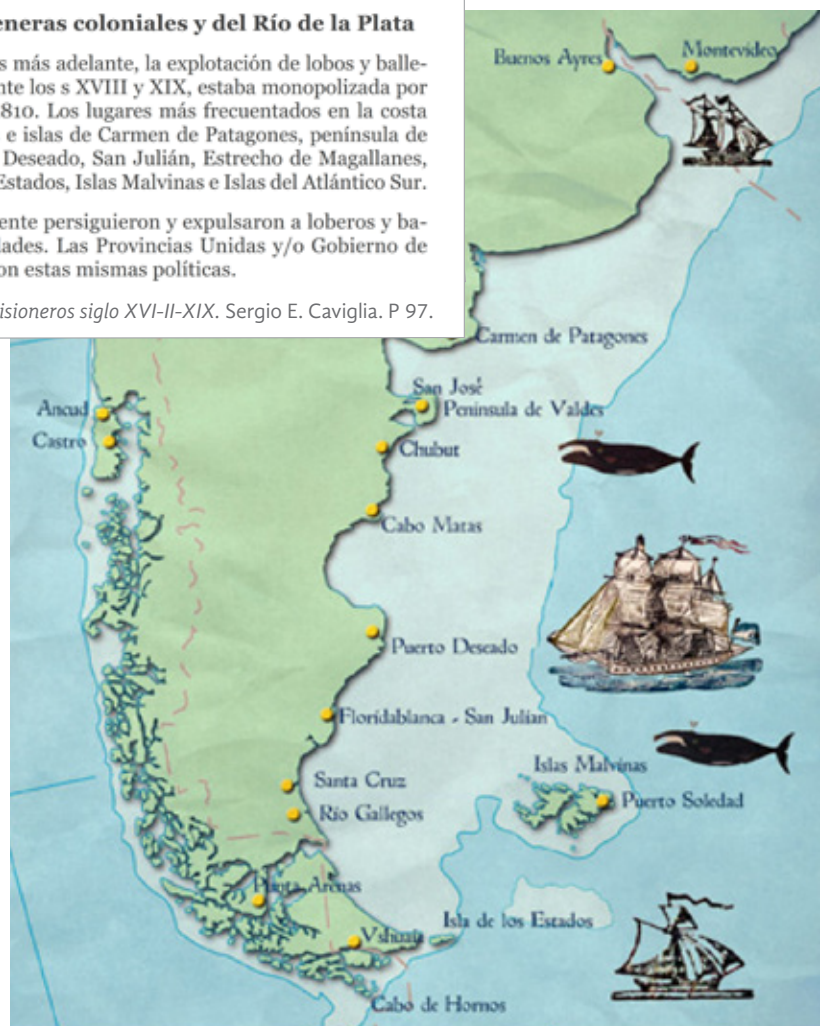 eneras coloniales y del Río de la Plata
s más adelante, la explotación de lobos y balle-
nte los s XVIII y XIX, estaba monopolizada por
810. Los lugares más frecuentados en la costa
e islas de Carmen de Patagones, península de
Deseado, San Julián, Estrecho de Magallanes,
Estados, Islas Malvinas e Islas del Atlántico Sur.
ente persiguieron y expulsaron a loberos y ba-
dades. Las Provincias Unidas y/o Gobierno de
on estas mismas políticas.
isioneros siglo XVI-II-XIX. Sergio E. Caviglia. P 97.
Buenos Ayres
Montevideo
Carmen de Patagones
San José
Ancud
Peninsula de Valdes
Castro
Chubut
Cabo Matas
Puerto Deseado
Floridablanca - San Julian
Islas Malvinas
Santa Cruz
Puerto Soledad
Río Gallegos
Punta Arenas
Isla de los Estados
Vshuaia
Cabo de Hornos